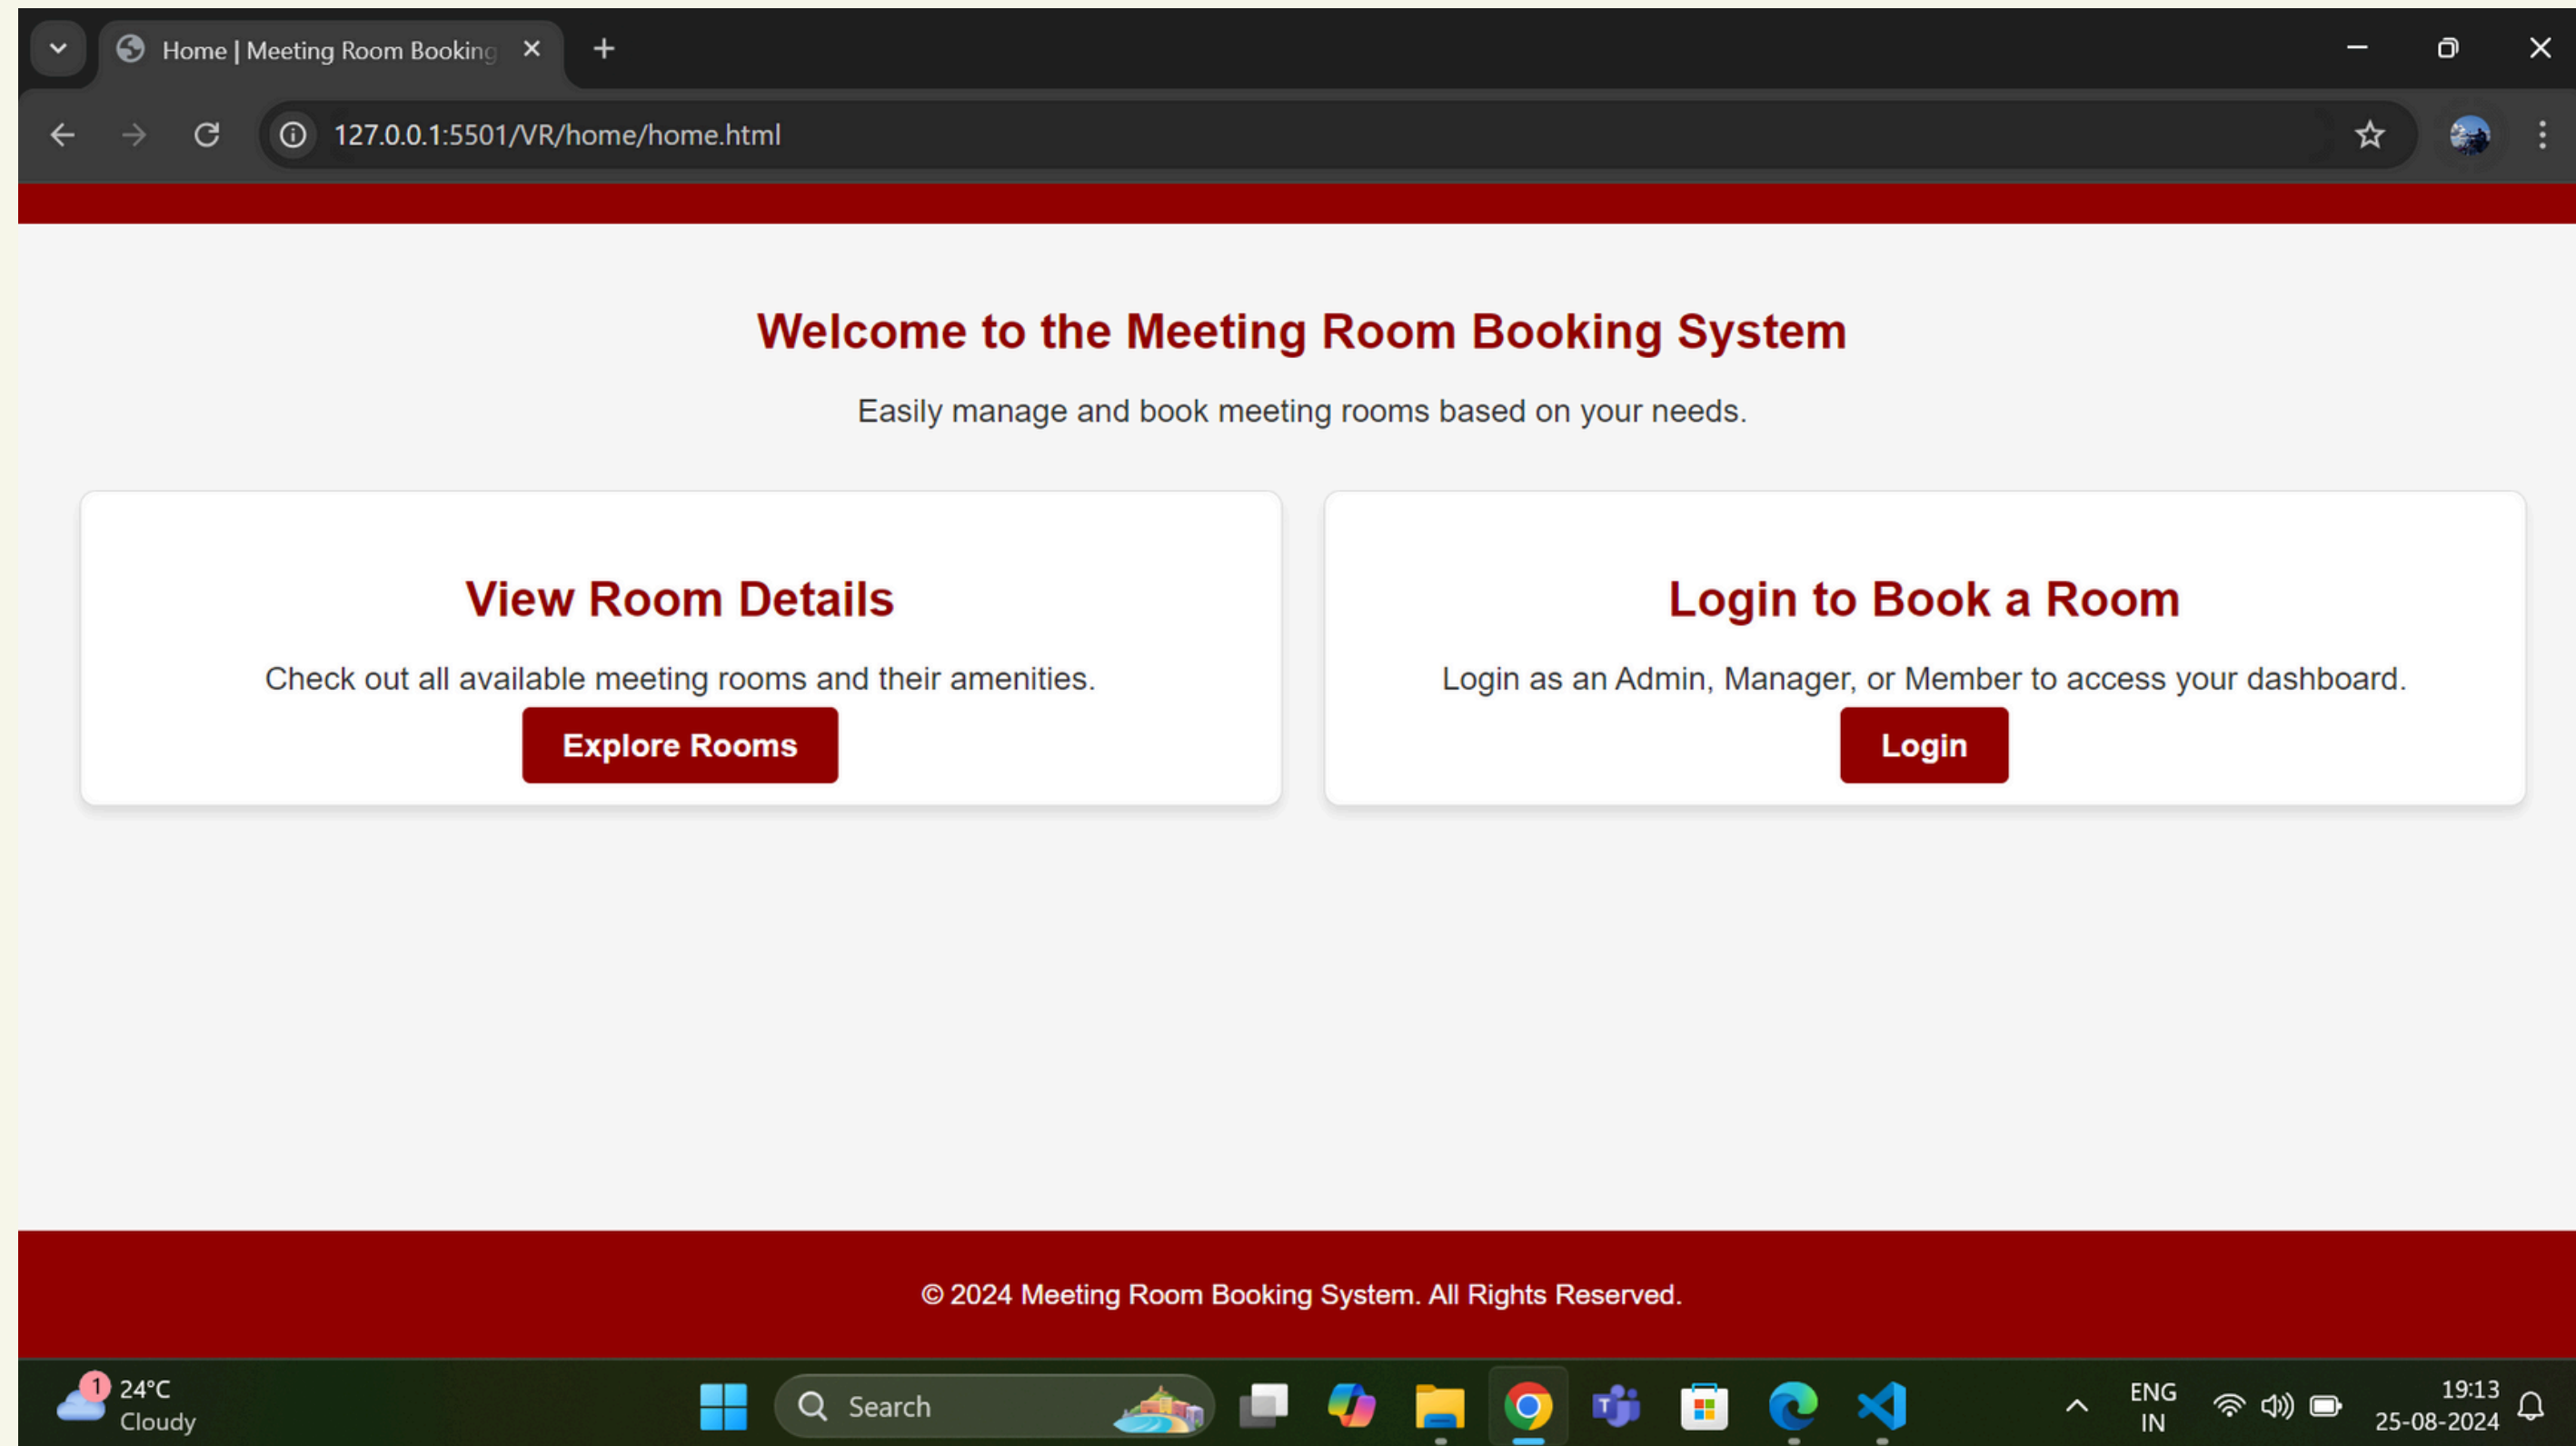 Home | Meeting Room Booking
127.0.0.1:5501/VR/home/home.html
Welcome to the Meeting Room Booking System
Easily manage and book meeting rooms based on your needs.
View Room Details
Check out all available meeting rooms and their amenities.
Explore Rooms
Login to Book a Room
Login as an Admin, Manager, or Member to access your dashboard.
Login
© 2024 Meeting Room Booking System. All Rights Reserved.
1
24°C
Cloudy
Search
T
ENG
IN
19:13
25-08-2024